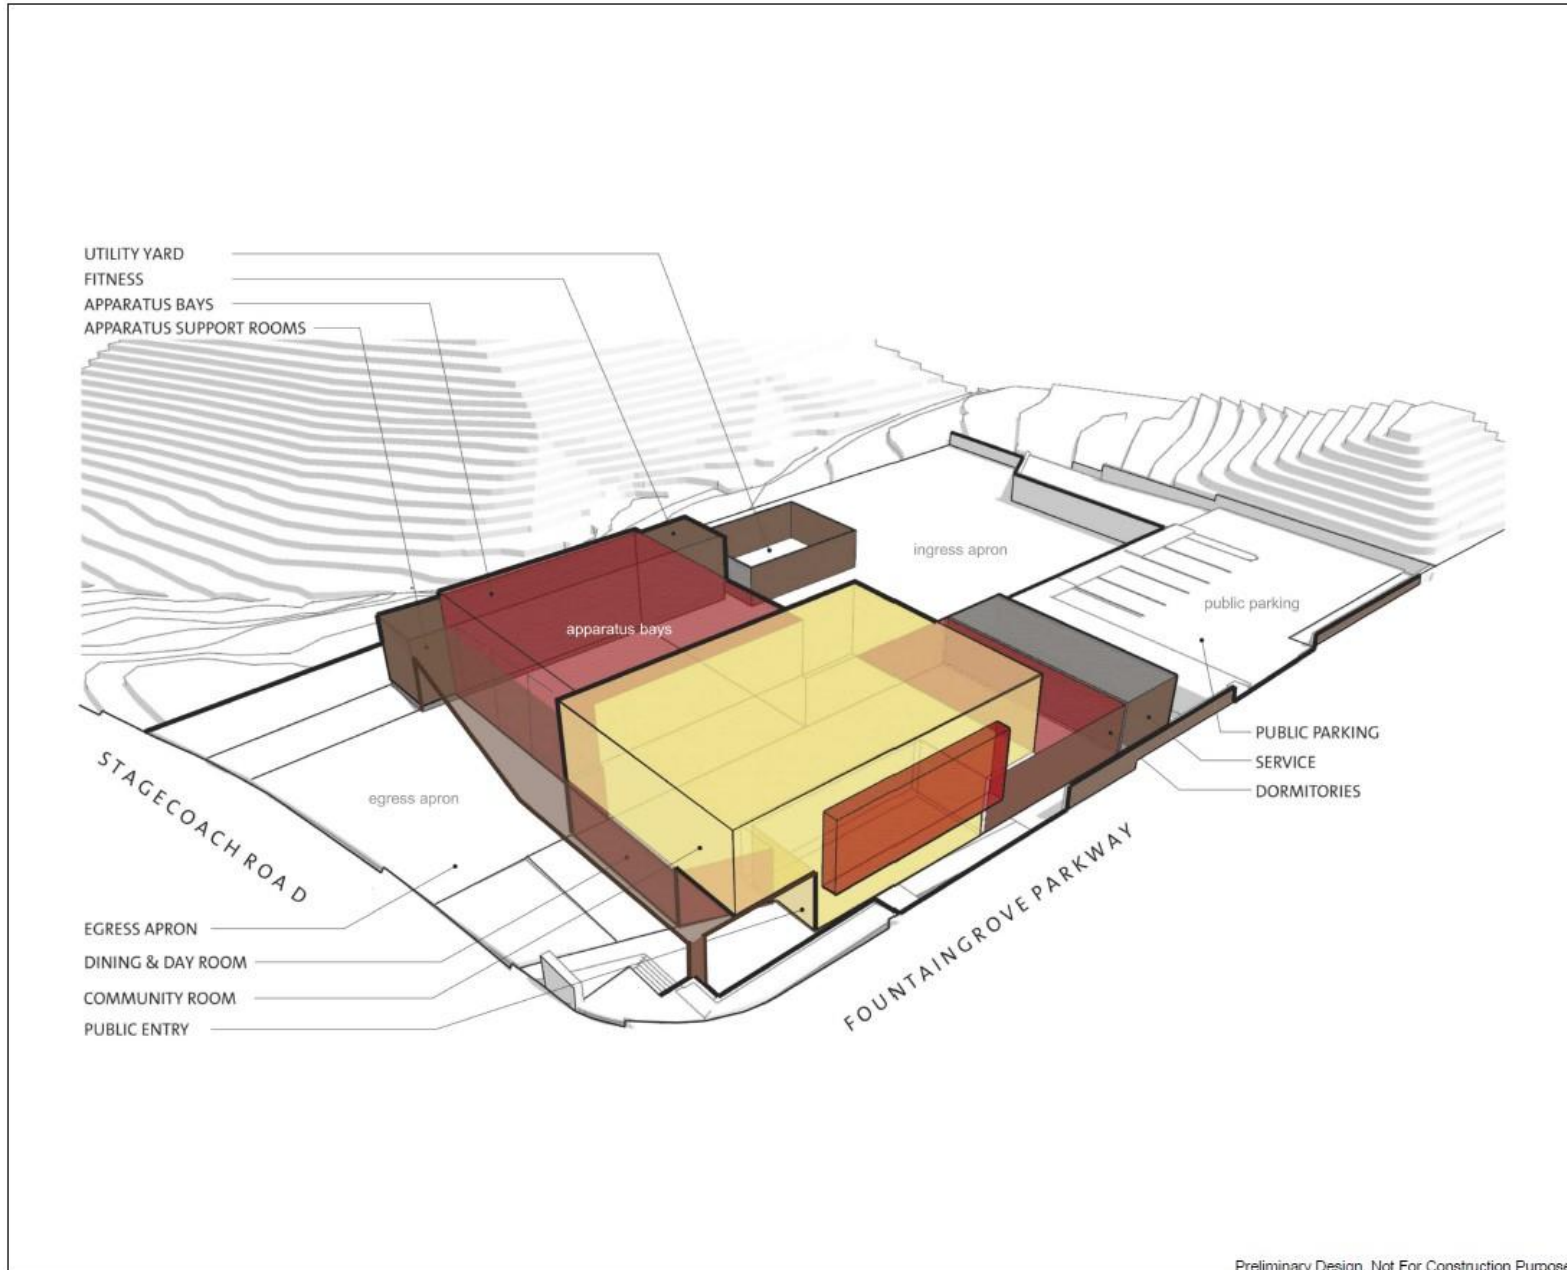 UTILITY YARD
FITNESS
APPARATUS BAYS
APPARATUS SUPPORT ROOMS
ingress apron
public parking
apparatus bays
egress apron
STAGECOACH ROAD
FOUNTAINGROVE PARKWAY
PUBLIC PARKING
SERVICE
DORMITORIES
EGRESS APRON
DINING & DAY ROOM
COMMUNITY ROOM
PUBLIC ENTRY
Preliminary Design, Not For Construction Purpose